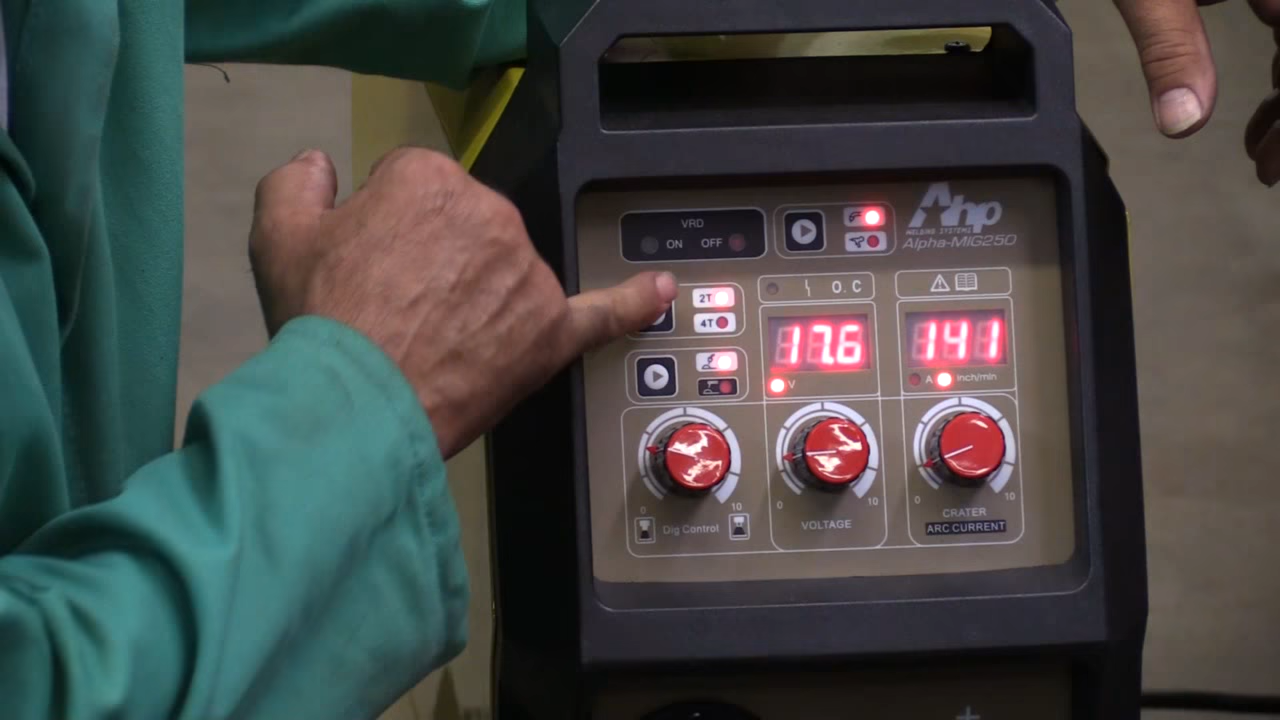 VRD
ON OFF
Ahp
WELDING SYSTEMS
Alpha-MIG250
2T
4T
O.C
17.6
V
141
A inch/min
0 10
Dig Control
0 10
VOLTAGE
0 10
CRATER
ARC CURRENT
+